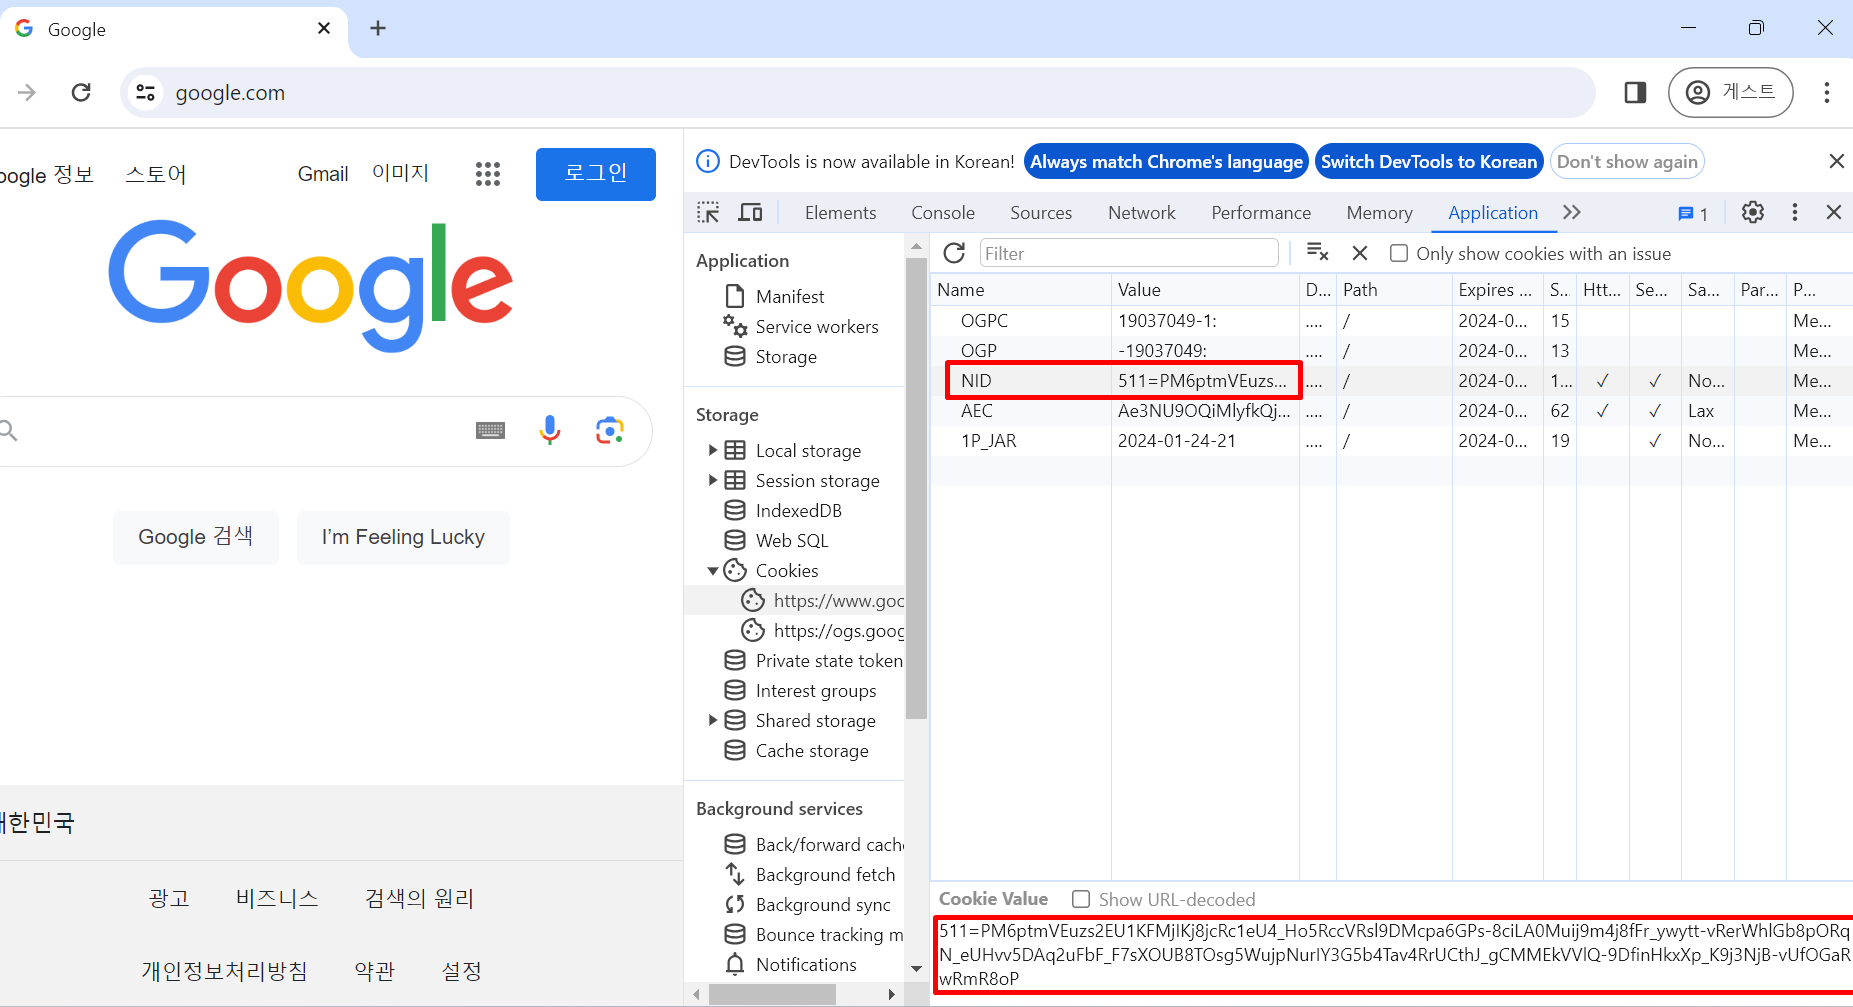 Google
google.com
게스트
oogle 정보 스토어 Gmail 이미지 로그인
Google
Google 검색 I'm Feeling Lucky
한민국
광고 비즈니스 검색의 원리
개인정보처리방침 약관 설정
DevTools is now available in Korean! Always match Chrome's language Switch DevTools to Korean Don't show again
Elements Console Sources Network Performance Memory Application 1
Application
Manifest
Service workers
Storage
Storage
Local storage
Session storage
IndexedDB
Web SQL
Cookies
https://www.goo
https://ogs.goog
Private state token
Interest groups
Shared storage
Cache storage
Background services
Back/forward cache
Background fetch
Background sync
Bounce tracking m
Notifications
Filter Only show cookies with an issue
Name Value D... Path Expires ... S... Htt... Se... Sa... Par... P...
OGPC 19037049-1: .... / 2024-0... 15 Me...
OGP -19037049: .... / 2024-0... 13 Me...
NID 511=PM6ptmVEuzs... .... / 2024-0... 1... ✓ ✓ No... Me...
AEC Ae3NU9OQiMlyfkQj... .... / 2024-0... 62 ✓ ✓ Lax Me...
1P_JAR 2024-01-24-21 .... / 2024-0... 19 ✓ No... Me...
Cookie Value Show URL-decoded
511=PM6ptmVEuzs2EU1KFMjIKj8jcRc1eU4_Ho5RccVRsl9DMcpa6GPs-8ciLA0Muij9m4j8fFr_ywytt-vRerWhlGb8pORq
N_eUHvv5DAq2uFbF_F7sXOUB8TOsg5WujpNurIY3G5b4Tav4RrUCthJ_gCMMEkVVlQ-9DfinHkxXp_K9j3NjB-vUfOGaR
wRmR8oP